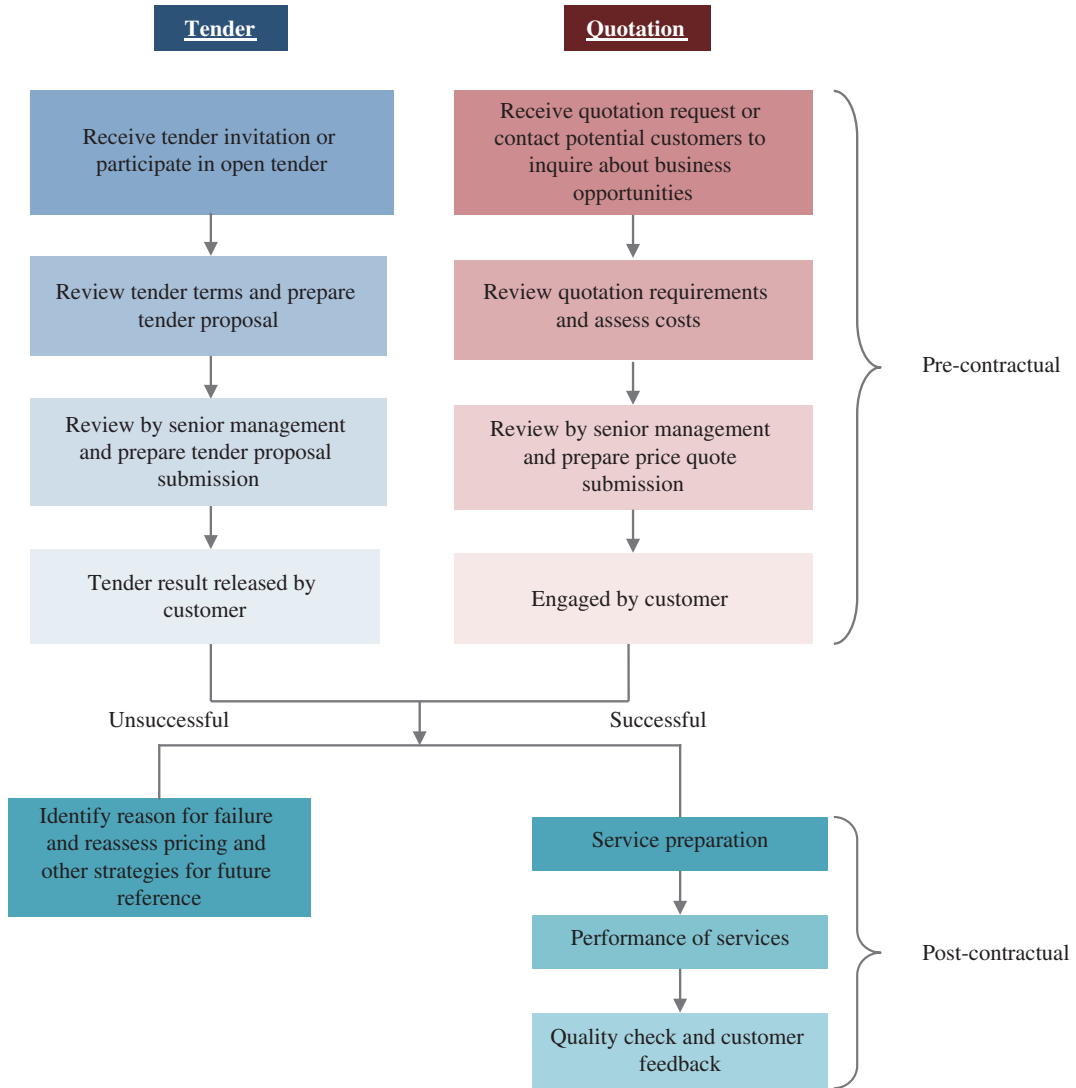 Tender
Receive tender invitation or
participate in open tender
Review tender terms and prepare
tender proposal
Review by senior management
and prepare tender proposal
submission
Tender result released by
customer
Quotation
Receive quotation request or
contact potential customers to
inquire about business
opportunities
Review quotation requirements
and assess costs
Review by senior management
and prepare price quote
submission
Engaged by customer
Pre-contractual
Unsuccessful
Identify reason for failure
and reassess pricing and
other strategies for future
reference
Successful
Service preparation
Performance of services
Quality check and customer
feedback
Post-contractual